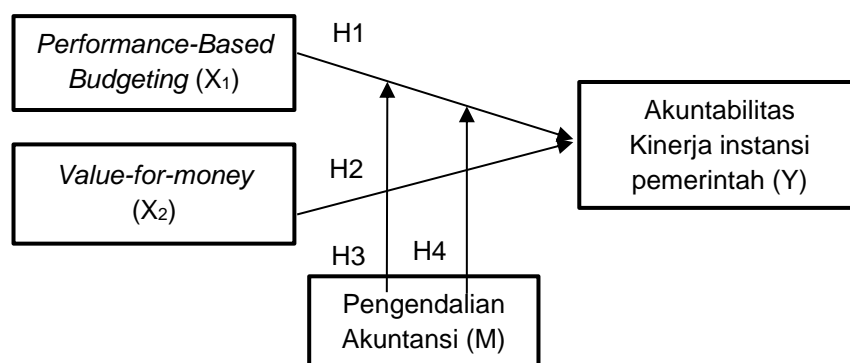 Performance-Based
Budgeting (X₁)
H1
Akuntabilitas
Kinerja instansi
pemerintah (Y)
Value-for-money
(X₂)
H2
H3
H4
Pengendalian
Akuntansi (M)